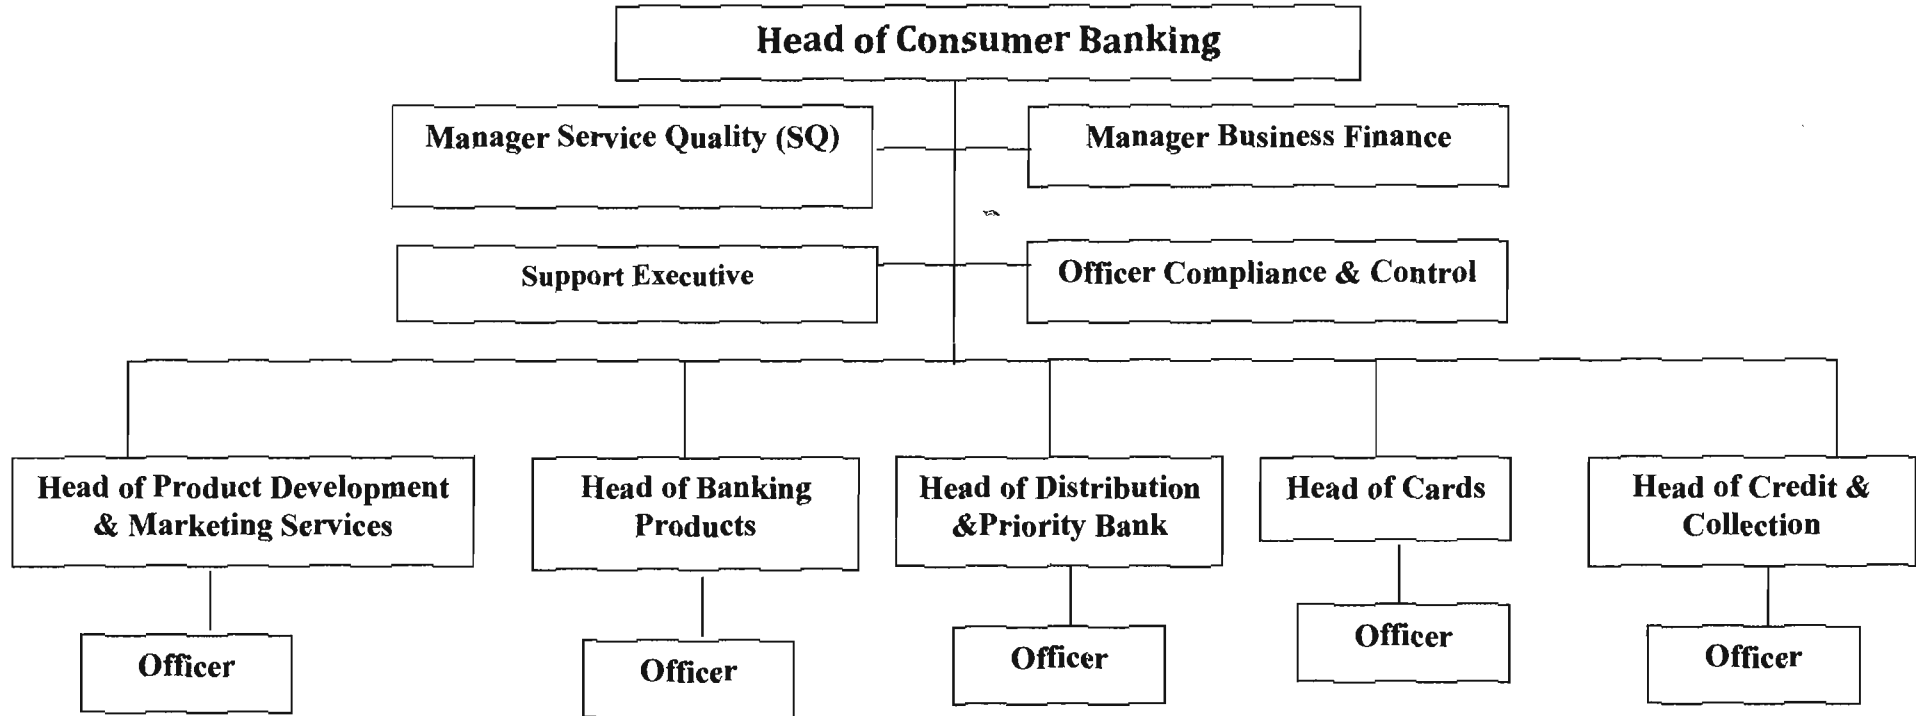 Head of Consumer Banking
Manager Service Quality (SQ)
Manager Business Finance
Support Executive
Officer Compliance & Control
Head of Product Development
& Marketing Services
Head of Banking
Products
Head of Distribution
&Priority Bank
Head of Cards
Head of Credit &
Collection
Officer
Officer
Officer
Officer
Officer